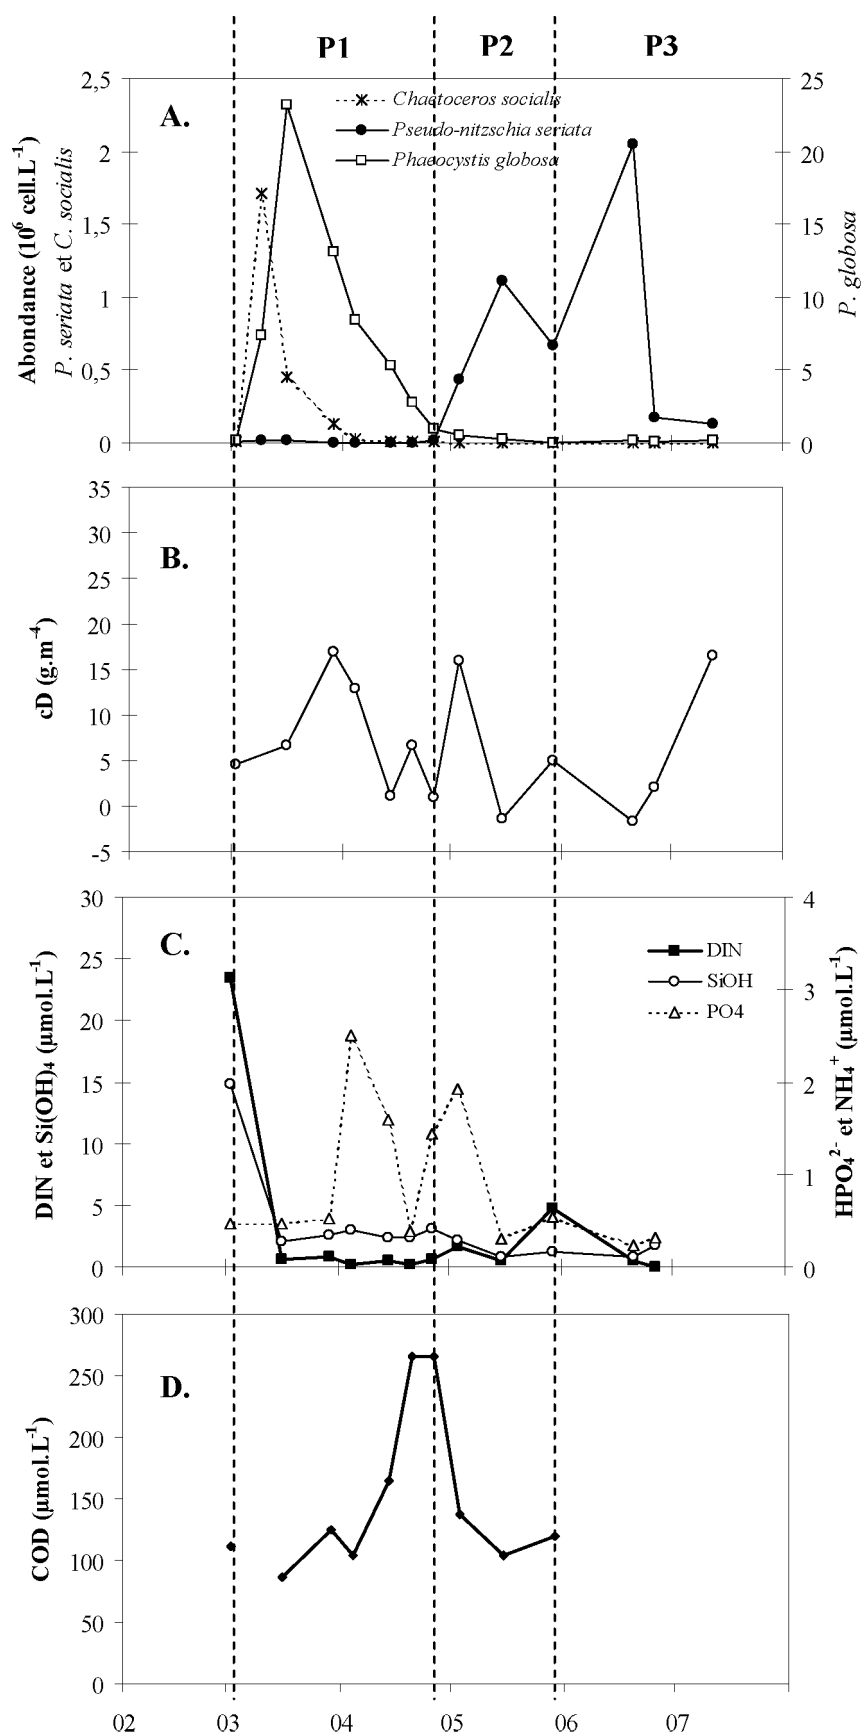 P1 P2 P3
A.
Chaetoceros socialis
Pseudo-nitzschia seriata
Phaeocystis globosa
Abondance (10⁶ cell.L⁻¹)
P. seriata et C. socialis
2,5
2
1,5
1
0,5
0
25
20
15
10
5
0
P. globosa
B.
cD (g.m⁻⁴)
35
30
25
20
15
10
5
0
-5
C.
DIN
SiOH
PO4
DIN et Si(OH)₄ (µmol.L⁻¹)
30
25
20
15
10
5
0
4
3
2
1
0
HPO₄²⁻ et NH₄⁺ (µmol.L⁻¹)
D.
COD (µmol.L⁻¹)
300
250
200
150
100
50
0
02 03 04 05 06 07